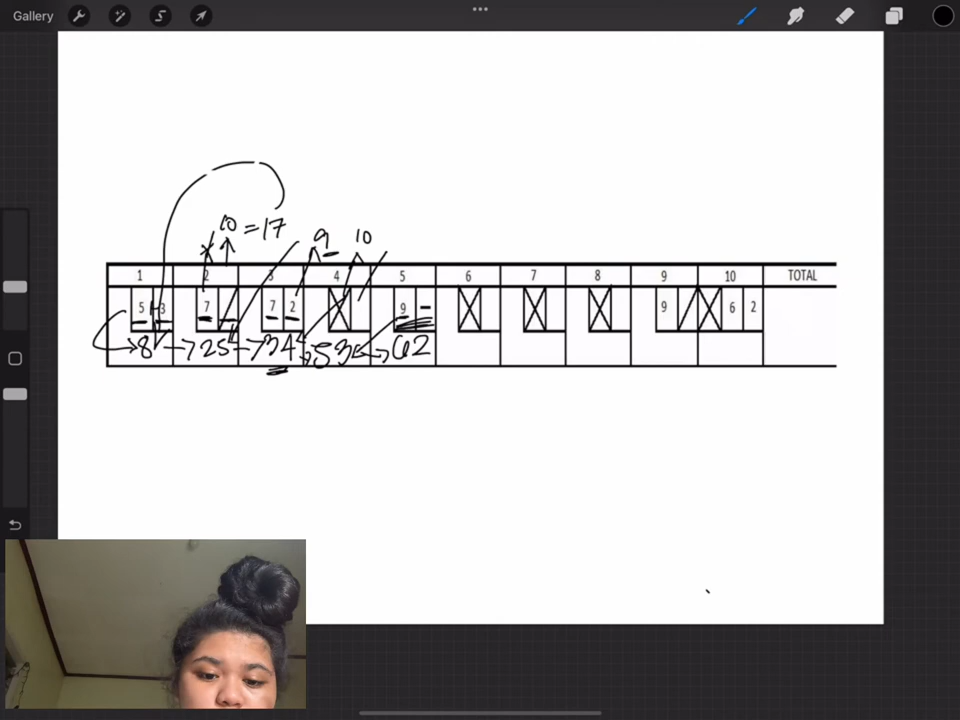 Gallery
10 = 17
9 10
1 2 3 4 5 6 7 8 9 10 TOTAL
5 3 7 7 2 9 - 9 6 2
8 → 25 → 34 → 53 → 62